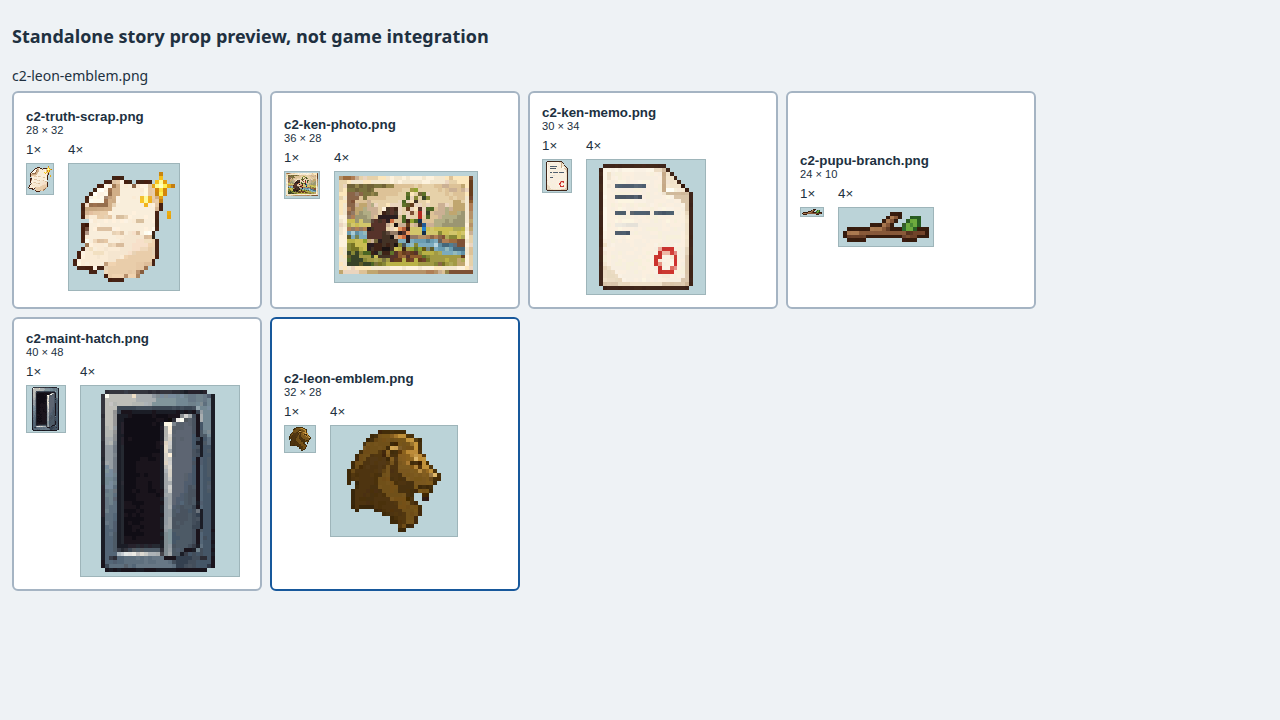 Standalone story prop preview, not game integration
c2-leon-emblem.png
c2-truth-scrap.png
28 × 32
1× 4×
c2-ken-photo.png
36 × 28
1× 4×
c2-ken-memo.png
30 × 34
1× 4×
c2-pupu-branch.png
24 × 10
1× 4×
c2-maint-hatch.png
40 × 48
1× 4×
c2-leon-emblem.png
32 × 28
1× 4×